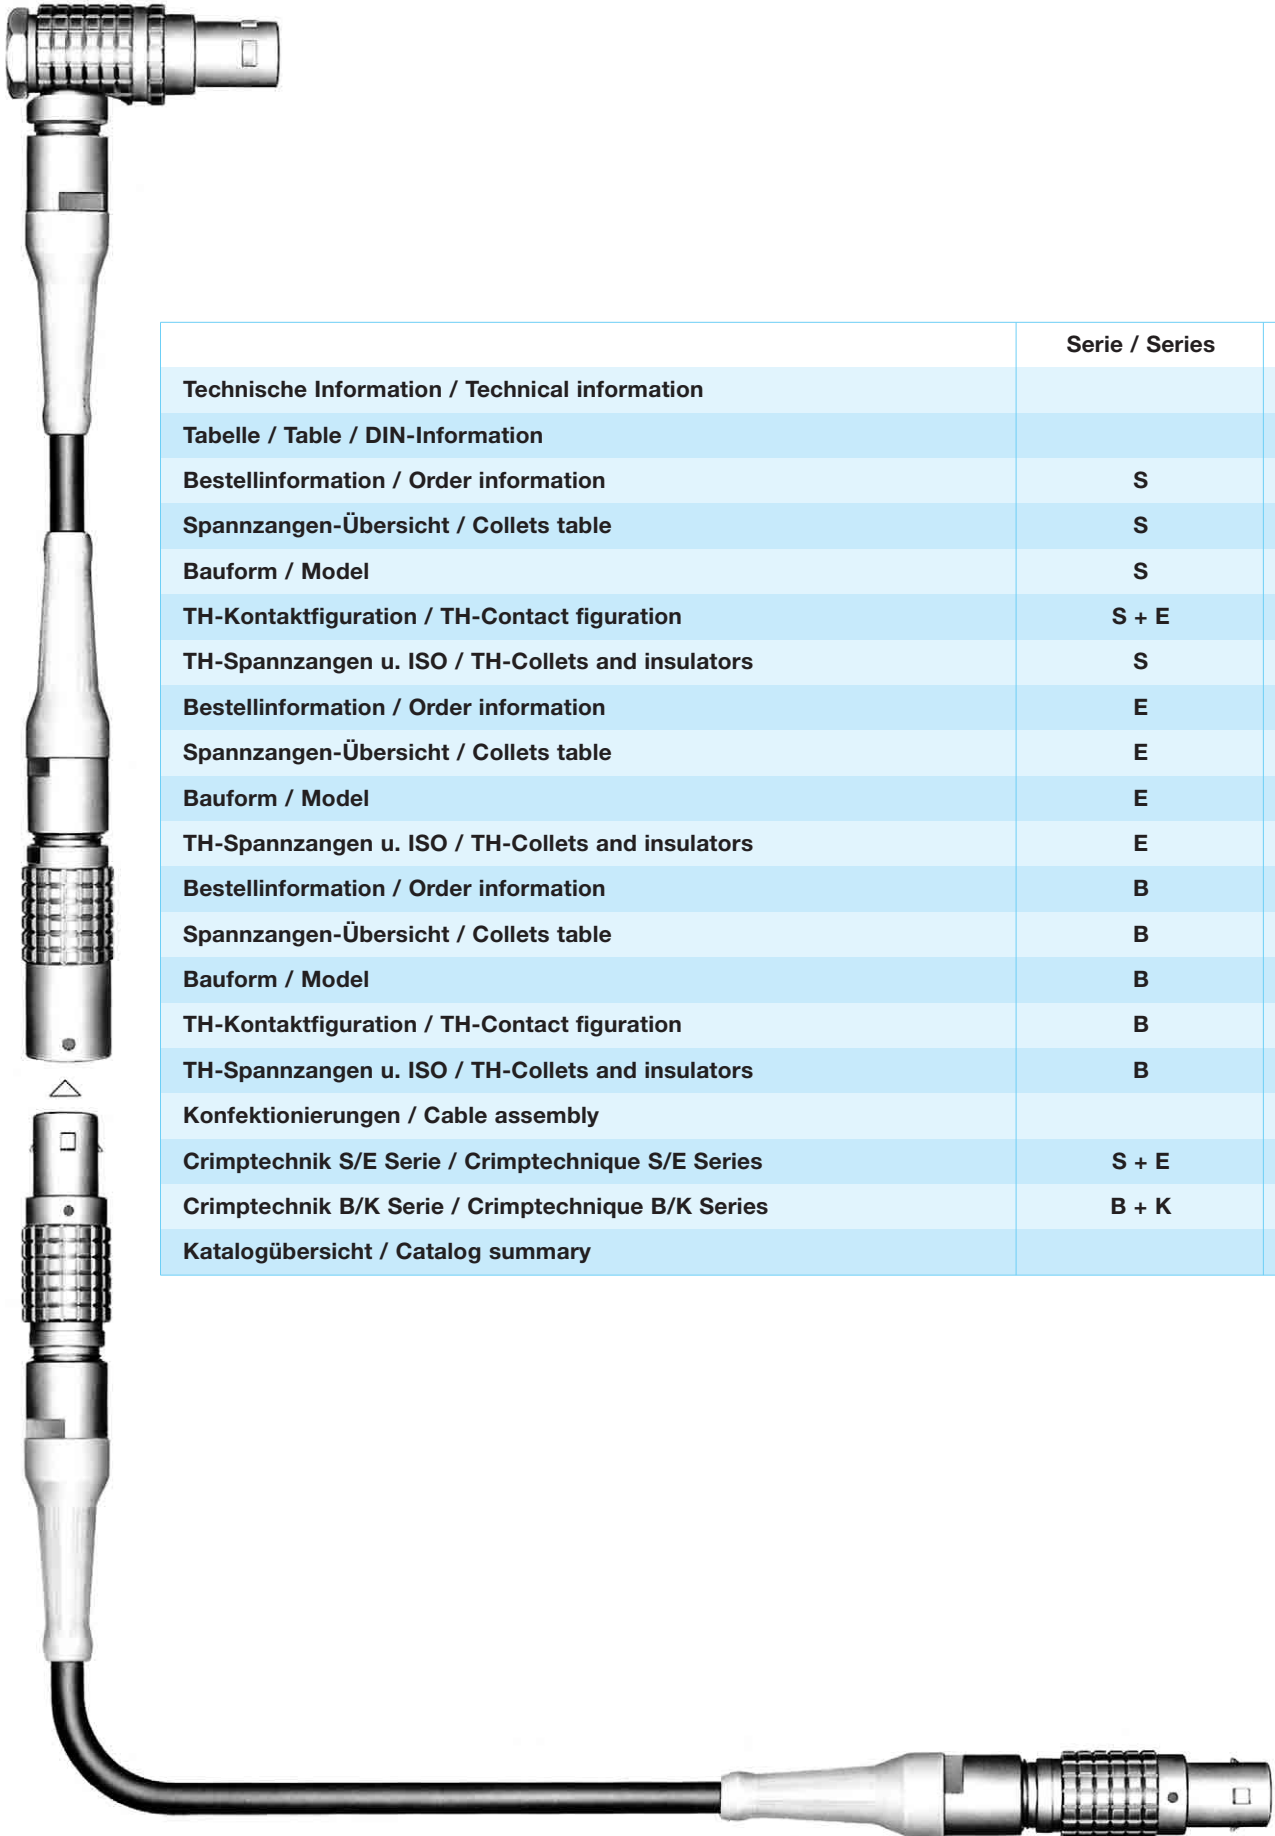 Serie / Series
Technische Information / Technical information
Tabelle / Table / DIN-Information
Bestellinformation / Order information S
Spannzangen-Übersicht / Collets table S
Bauform / Model S
TH-Kontaktfiguration / TH-Contact figuration S + E
TH-Spannzangen u. ISO / TH-Collets and insulators S
Bestellinformation / Order information E
Spannzangen-Übersicht / Collets table E
Bauform / Model E
TH-Spannzangen u. ISO / TH-Collets and insulators E
Bestellinformation / Order information B
Spannzangen-Übersicht / Collets table B
Bauform / Model B
TH-Kontaktfiguration / TH-Contact figuration B
TH-Spannzangen u. ISO / TH-Collets and insulators B
Konfektionierungen / Cable assembly
Crimptechnik S/E Serie / Crimptechnique S/E Series S + E
Crimptechnik B/K Serie / Crimptechnique B/K Series B + K
Katalogübersicht / Catalog summary